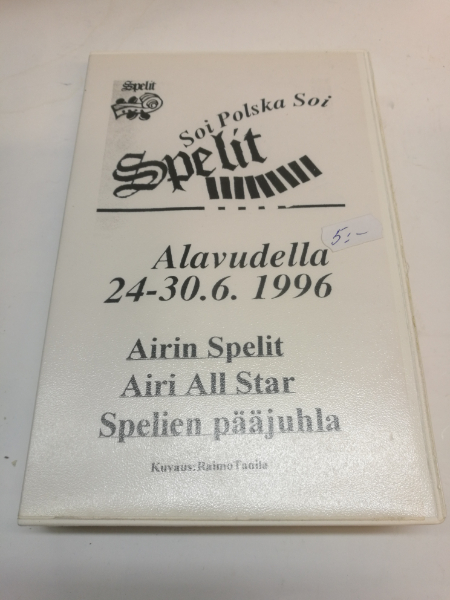 Spelit
Soi Polska Soi
Spelit
5:-
Alavudella
24-30.6. 1996
Airin Spelit
Airi All Star
Spelien pääjuhla
Kuvaus: Raimo Tanila